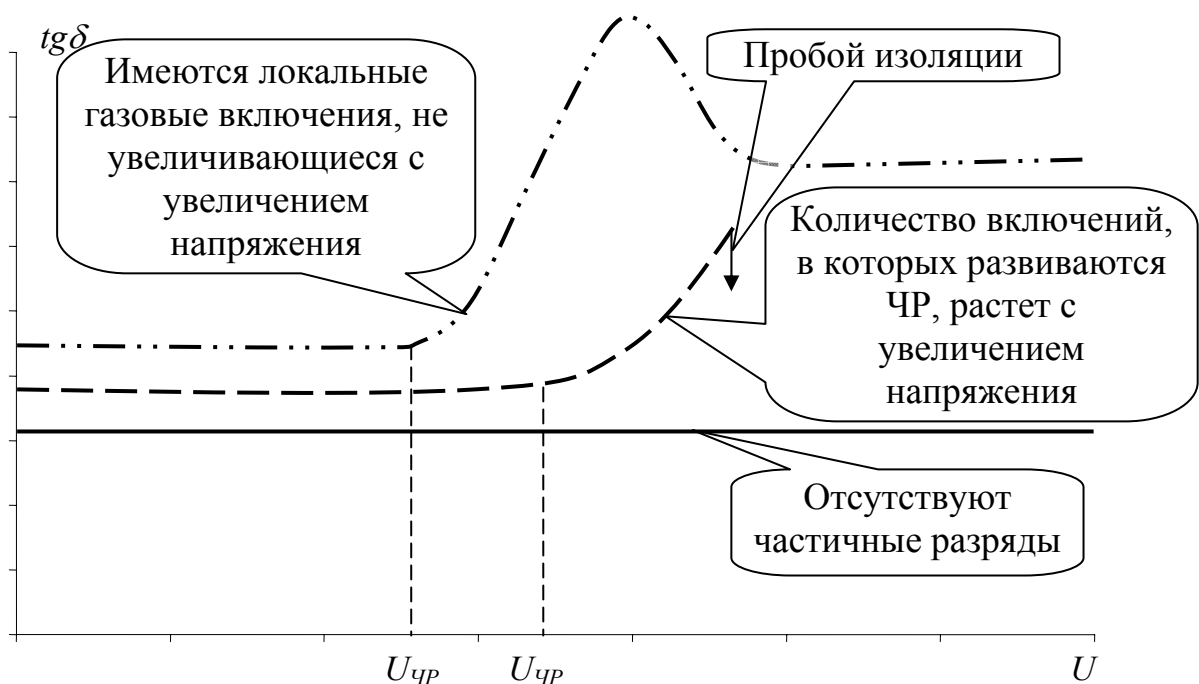 tgδ
Имеются локальные
газовые включения, не
увеличивающиеся с
увеличением
напряжения
Пробой изоляции
Количество включений,
в которых развиваются
ЧР, растет с
увеличением
напряжения
Отсутствуют
частичные разряды
U_ЧР
U_ЧР
U